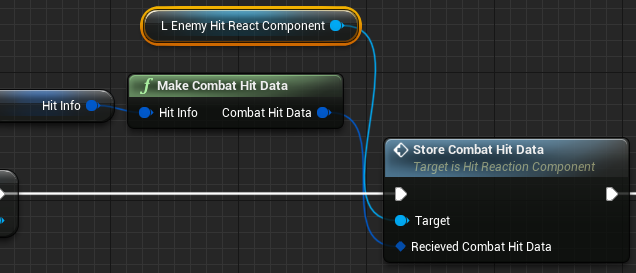 L Enemy Hit React Component
f Make Combat Hit Data
Hit Info
Hit Info
Combat Hit Data
Store Combat Hit Data
Target is Hit Reaction Component
Target
Recieved Combat Hit Data